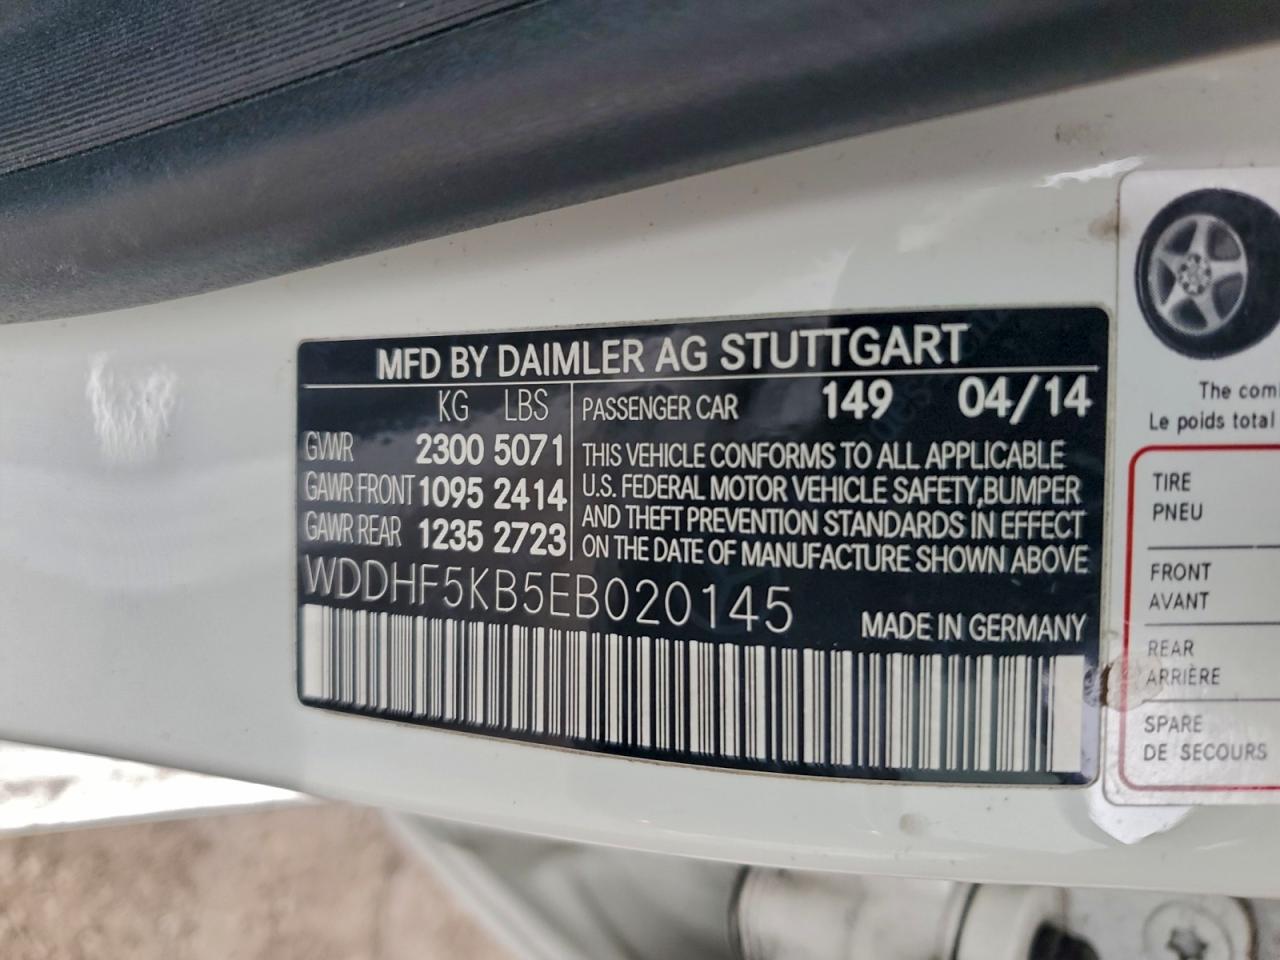 MFD BY DAIMLER AG STUTTGART
KG LBS
GVWR 2300 5071
GAWR FRONT 1095 2414
GAWR REAR 1235 2723
PASSENGER CAR 149 04/14
THIS VEHICLE CONFORMS TO ALL APPLICABLE
U.S. FEDERAL MOTOR VEHICLE SAFETY,BUMPER
AND THEFT PREVENTION STANDARDS IN EFFECT
ON THE DATE OF MANUFACTURE SHOWN ABOVE
WDDHF5KB5EB020145
MADE IN GERMANY
The com
Le poids total
TIRE
PNEU
FRONT
AVANT
REAR
ARRIÈRE
SPARE
DE SECOURS